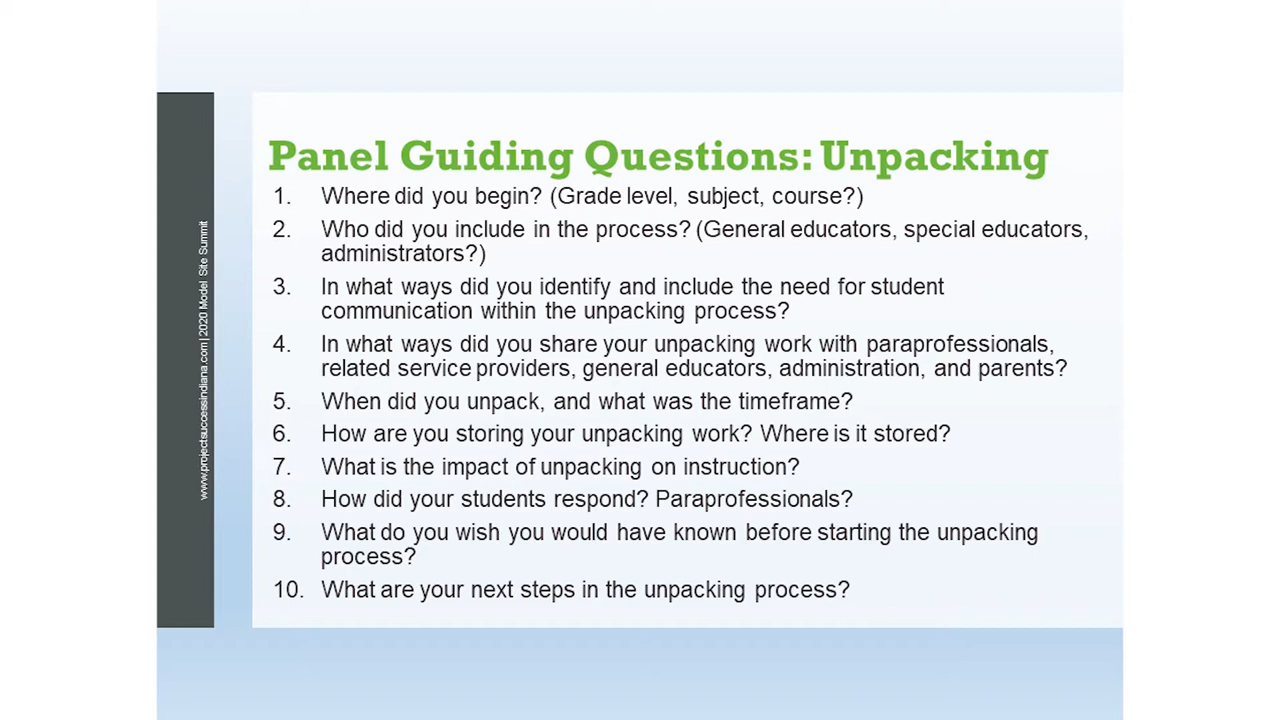 Panel Guiding Questions: Unpacking
1. Where did you begin? (Grade level, subject, course?)
2. Who did you include in the process? (General educators, special educators,
administrators?)
3. In what ways did you identify and include the need for student
communication within the unpacking process?
4. In what ways did you share your unpacking work with paraprofessionals,
related service providers, general educators, administration, and parents?
5. When did you unpack, and what was the timeframe?
6. How are you storing your unpacking work? Where is it stored?
7. What is the impact of unpacking on instruction?
8. How did your students respond? Paraprofessionals?
9. What do you wish you would have known before starting the unpacking
process?
10. What are your next steps in the unpacking process?
www.projectsuccessindiana.com | 2020 Model Site Summit